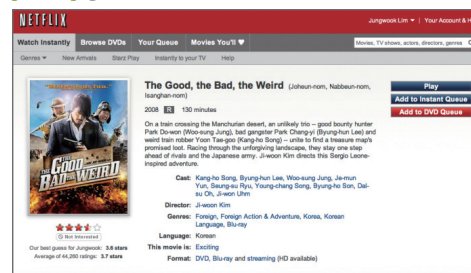 NETFLIX
Jungwook Lim ▼ | Your Account &
Watch Instantly Browse DVDs Your Queue Movies You'll ♥
Movies, TV shows, actors, directors, genres
Genres ▼ New Arrivals Starz Play Instantly to your TV Help
The Good, the Bad, the Weird (Joheun-nom, Nabbeun-nom,
Isanghan-nom)
2008 R 130 minutes
On a train crossing the Manchurian desert, an unlikely trio – good bounty hunter
Park Do-won (Woo-sung Jung), bad gangster Park Chang-yi (Byung-hun Lee) and
weird train robber Yoon Tae-goo (Kang-ho Song) – unite to find a treasure map's
promised loot. Racing through the unforgiving landscape, they stay one step
ahead of rivals and the Japanese army. Ji-woon Kim directs this Sergio Leone-
inspired adventure.
Play
Add to Instant Queue
Add to DVD Queue
THE GOOD THE BAD THE WEIRD
Cast: Kang-ho Song, Byung-hun Lee, Woo-sung Jung, Je-mun
Yun, Seung-su Ryu, Young-chang Song, Byung-ho Son, Dal-
su Oh, Ji-won Uhm
Director: Ji-woon Kim
Genres: Foreign, Foreign Action & Adventure, Korea, Korean
Language, Blu-ray
Language: Korean
This movie is: Exciting
Format: DVD, Blu-ray and streaming (HD available)
Not Interested
Our best guess for Jungwook: 3.6 stars
Average of 44,260 ratings: 3.7 stars